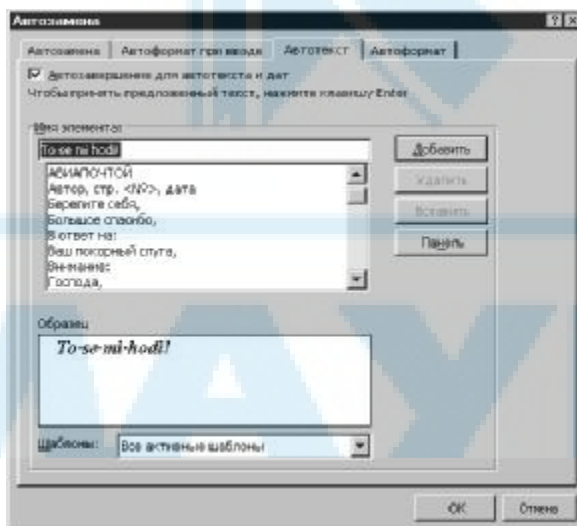 Автозамена
Автозамена Автоформат при вводе Автотекст Автоформат
Автозавершение для автотекста и дат
Чтобы принять предложенный текст, нажмите клавишу Enter
Имя элемента:
To-se mi hodi!
Добавить
АВИАПОЧТОЙ
Удалить
Автор, стр. <№>, дата
Берегите себя,
Вставить
Большое спасибо,
В ответ на:
Панель
Ваш покорный слуга,
Внимание:
Господа,
Образец
To-se-mi-hodi!
Шаблоны: Все активные шаблоны
OK Отмена